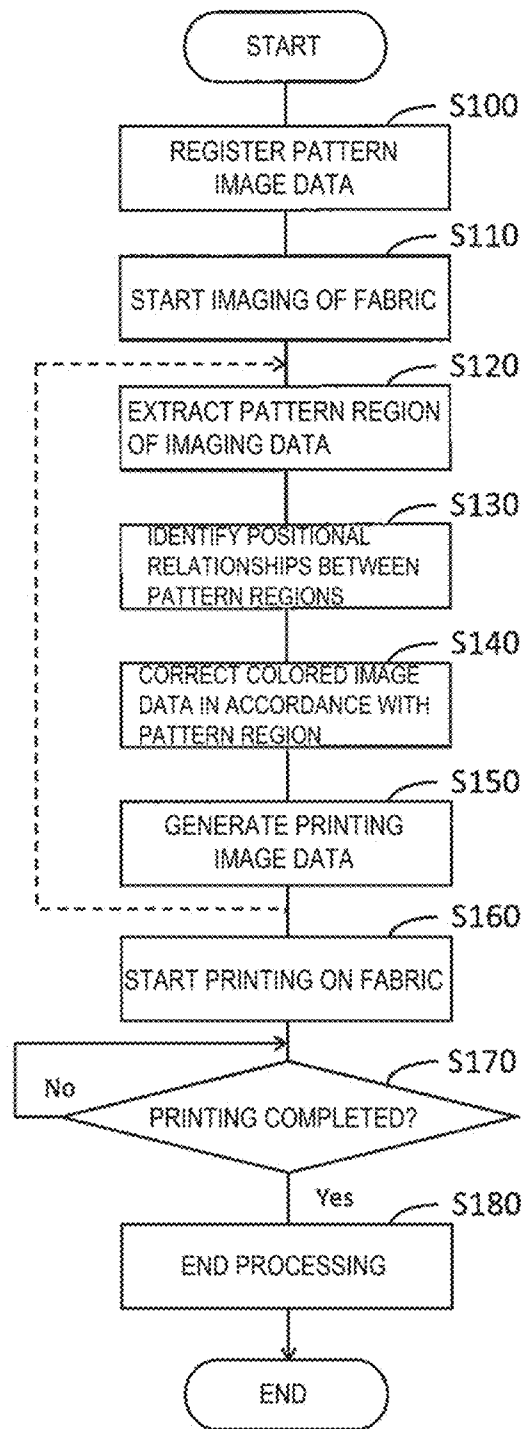 START
S100
REGISTER PATTERN
IMAGE DATA
S110
START IMAGING OF FABRIC
S120
EXTRACT PATTERN REGION
OF IMAGING DATA
S130
IDENTIFY POSITIONAL
RELATIONSHIPS BETWEEN
PATTERN REGIONS
S140
CORRECT COLORED IMAGE
DATA IN ACCORDANCE WITH
PATTERN REGION
S150
GENERATE PRINTING
IMAGE DATA
S160
START PRINTING ON FABRIC
S170
No
PRINTING COMPLETED?
Yes
S180
END PROCESSING
END